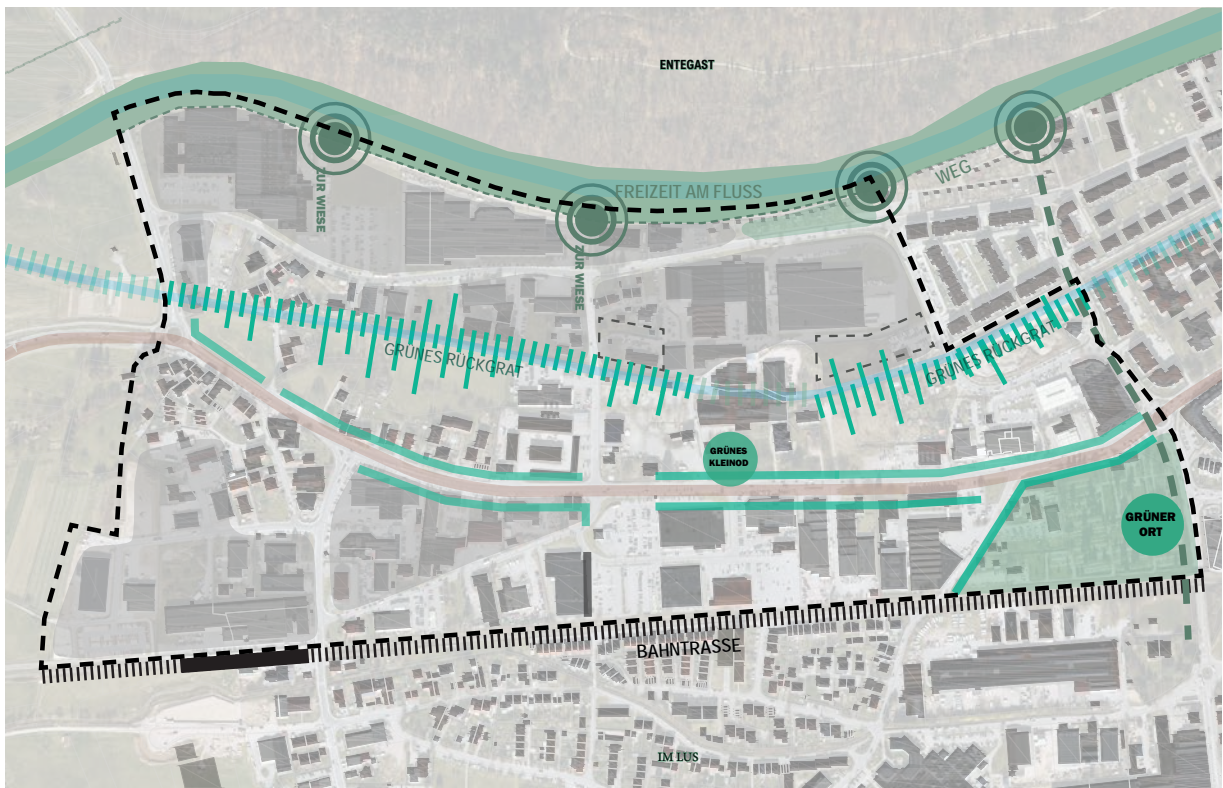 ENTEGAST
FREIZEIT AM FLUSS
WEG
ZUR WIESE
ZUR WIESE
GRÜNES RÜCKGRAT
GRÜNES RÜCKGRAT
GRÜNES
KLEINOD
GRÜNER
ORT
BAHNTRASSE
IM LUS